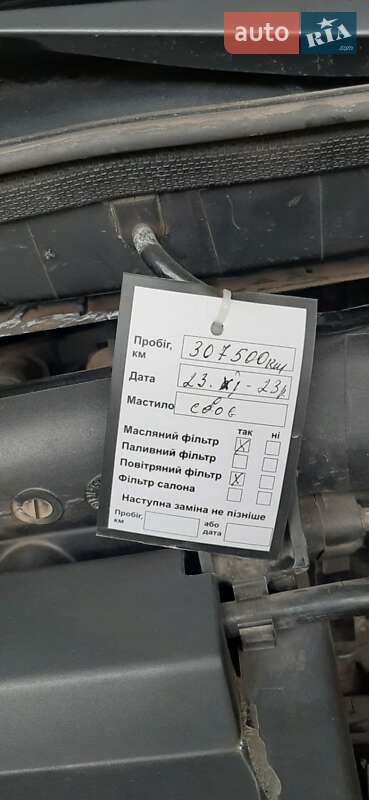 auto RIA.com
Пробіг, км 307500км
Дата 23. XI - 23р
Мастило своє
так ні
Масляний фільтр
Паливний фільтр
Повітряний фільтр
Фільтр салона
Наступна заміна не пізніше
Пробіг, км або дата